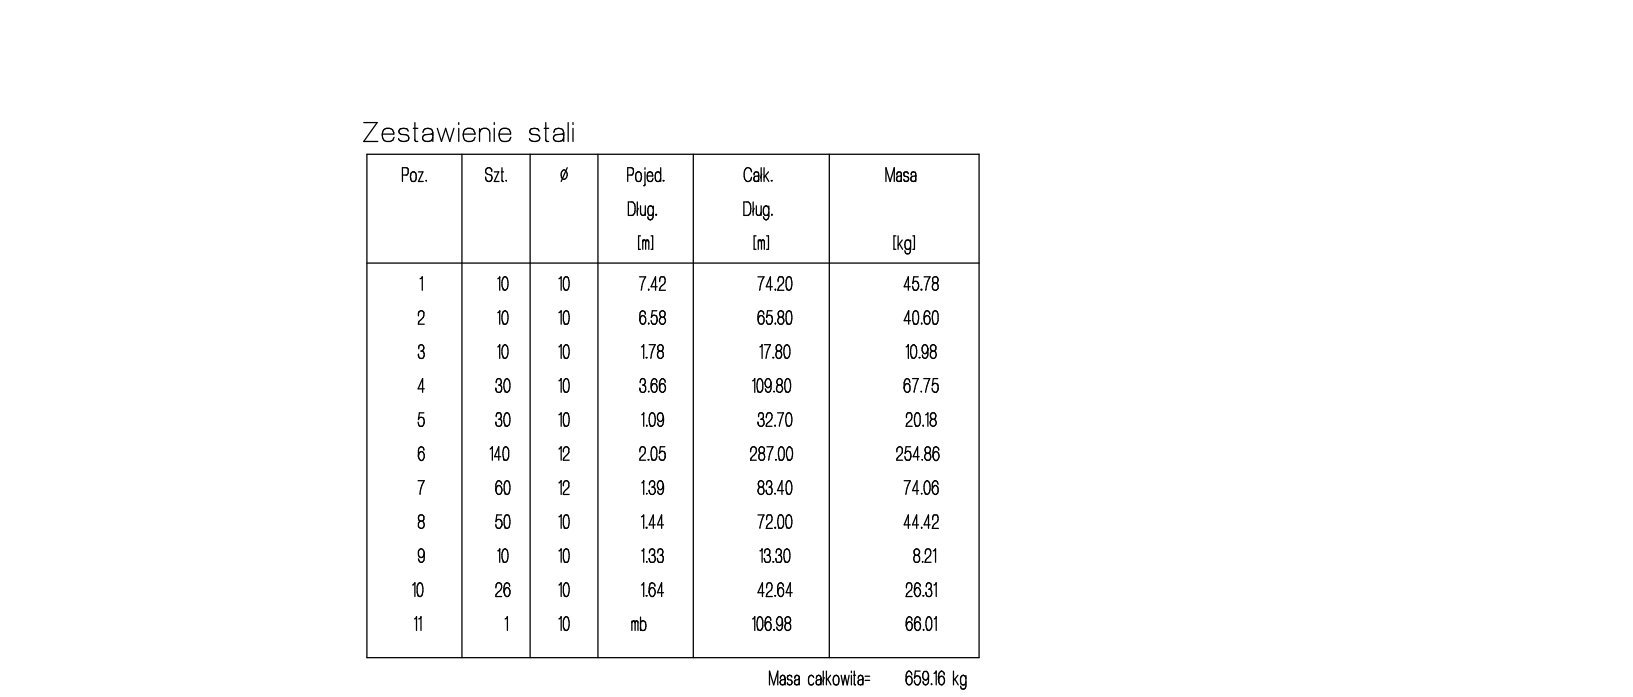 Zestawienie stali
Poz. Szt. ø Pojed. Całk. Masa
Dług. Dług.
[m] [m] [kg]
1 10 10 7.42 74.20 45.78
2 10 10 6.58 65.80 40.60
3 10 10 1.78 17.80 10.98
4 30 10 3.66 109.80 67.75
5 30 10 1.09 32.70 20.18
6 140 12 2.05 287.00 254.86
7 60 12 1.39 83.40 74.06
8 50 10 1.44 72.00 44.42
9 10 10 1.33 13.30 8.21
10 26 10 1.64 42.64 26.31
11 1 10 mb 106.98 66.01
Masa całkowita= 659.16 kg